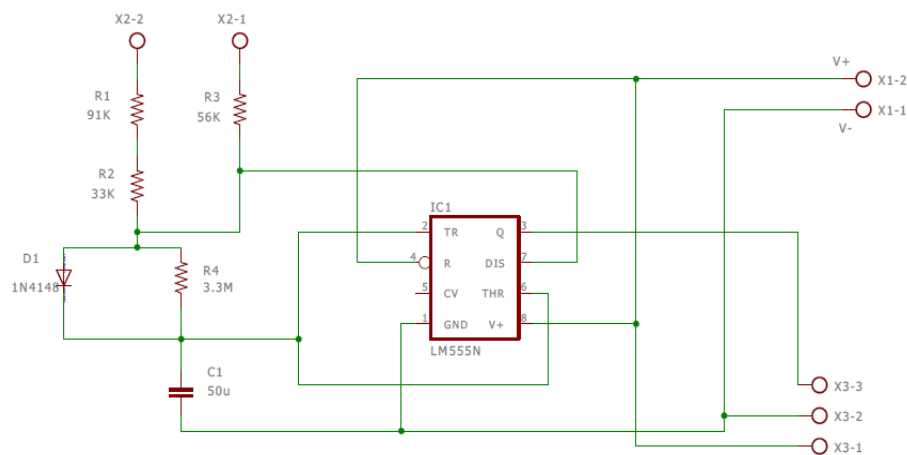 X2-2
X2-1
V+
X1-2
X1-1
V-
R1
91K
R3
56K
R2
33K
IC1
2
TR
Q
3
D1
1N4148
R4
3.3M
4
R
DIS
7
5
CV
THR
6
1
GND
V+
8
LM555N
C1
50u
X3-3
X3-2
X3-1